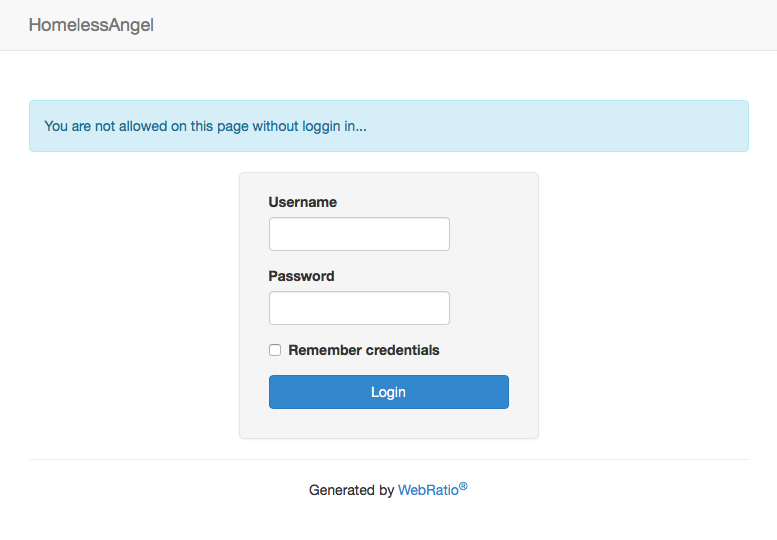 HomelessAngel
You are not allowed on this page without loggin in...
Username
Password
Remember credentials
Login
Generated by WebRatio®